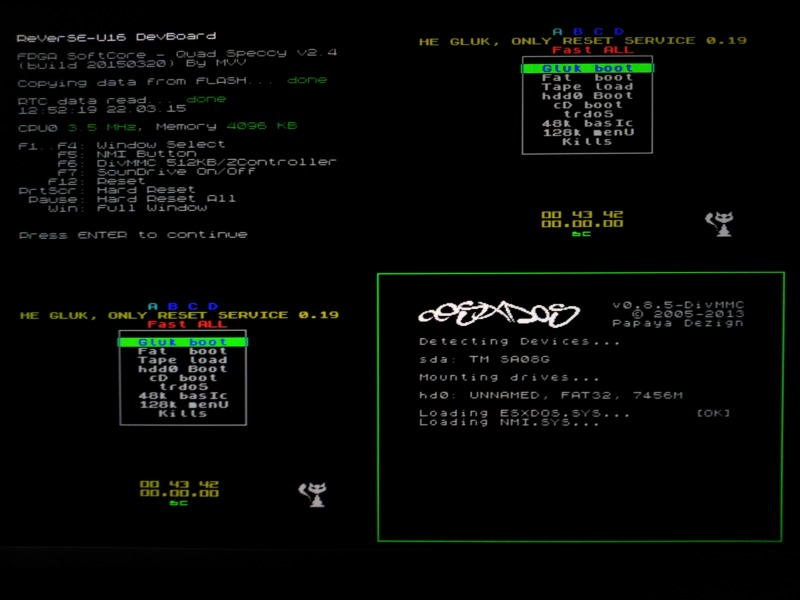 ReVerSE-U16 DevBoard
FPGA SoftCore - Quad Speccy v2.4
(build 20150320) By MVV
Copying data from FLASH... done
RTC data read... done
12:52:19 22.03.15
CPU0 3.5 MHz, Memory 4096 KB
F1..F4: Window Select
F5: NMI Button
F6: DivMMC 512KB/ZController
F7: SounDrive On/Off
F12: Reset
PrtScr: Hard Reset
Pause: Hard Reset All
Win: Full Window
Press ENTER to continue
A B C D
HE GLUK, ONLY RESET SERVICE 0.19
Fast ALL
Gluk boot
Fat boot
Tape load
hdd0 Boot
cD boot
trdoS
48k basIc
128k menU
Kills
00 43 42
00.00.00
A B C D
HE GLUK, ONLY RESET SERVICE 0.19
Fast ALL
Gluk boot
Fat boot
Tape load
hdd0 Boot
cD boot
trdoS
48k basIc
128k menU
Kills
00 43 42
00.00.00
v0.8.5-DivMMC
© 2005-2013
Papaya Dezign
Detecting Devices...
sda: TM SA08G
Mounting drives...
hd0: UNNAMED, FAT32, 7456M
Loading ESXDOS.SYS... [OK]
Loading NMI.SYS...